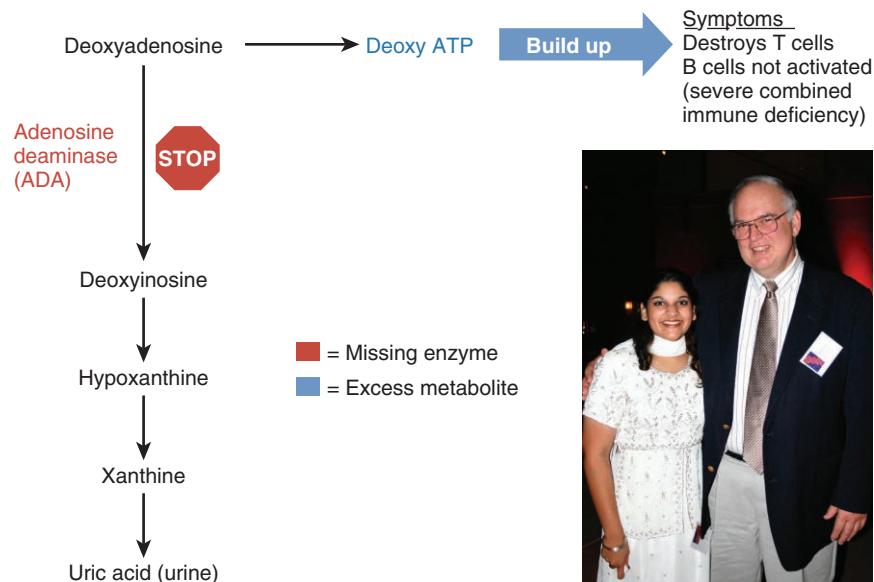 Deoxyadenosine
Deoxy ATP
Build up
Symptoms
Destroys T cells
B cells not activated
(severe combined
immune deficiency)
Adenosine
deaminase
(ADA)
STOP
Deoxyinosine
= Missing enzyme
= Excess metabolite
Hypoxanthine
Xanthine
Uric acid (urine)